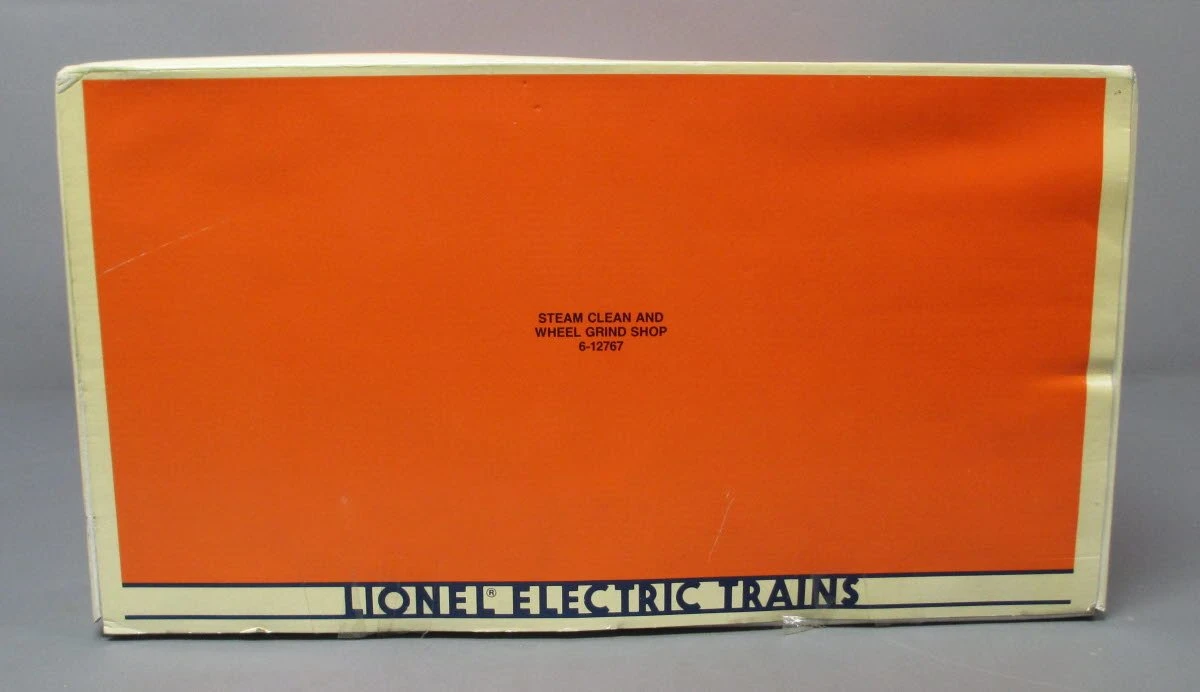 STEAM CLEAN AND
WHEEL GRIND SHOP
6-12767
LIONEL® ELECTRIC TRAINS